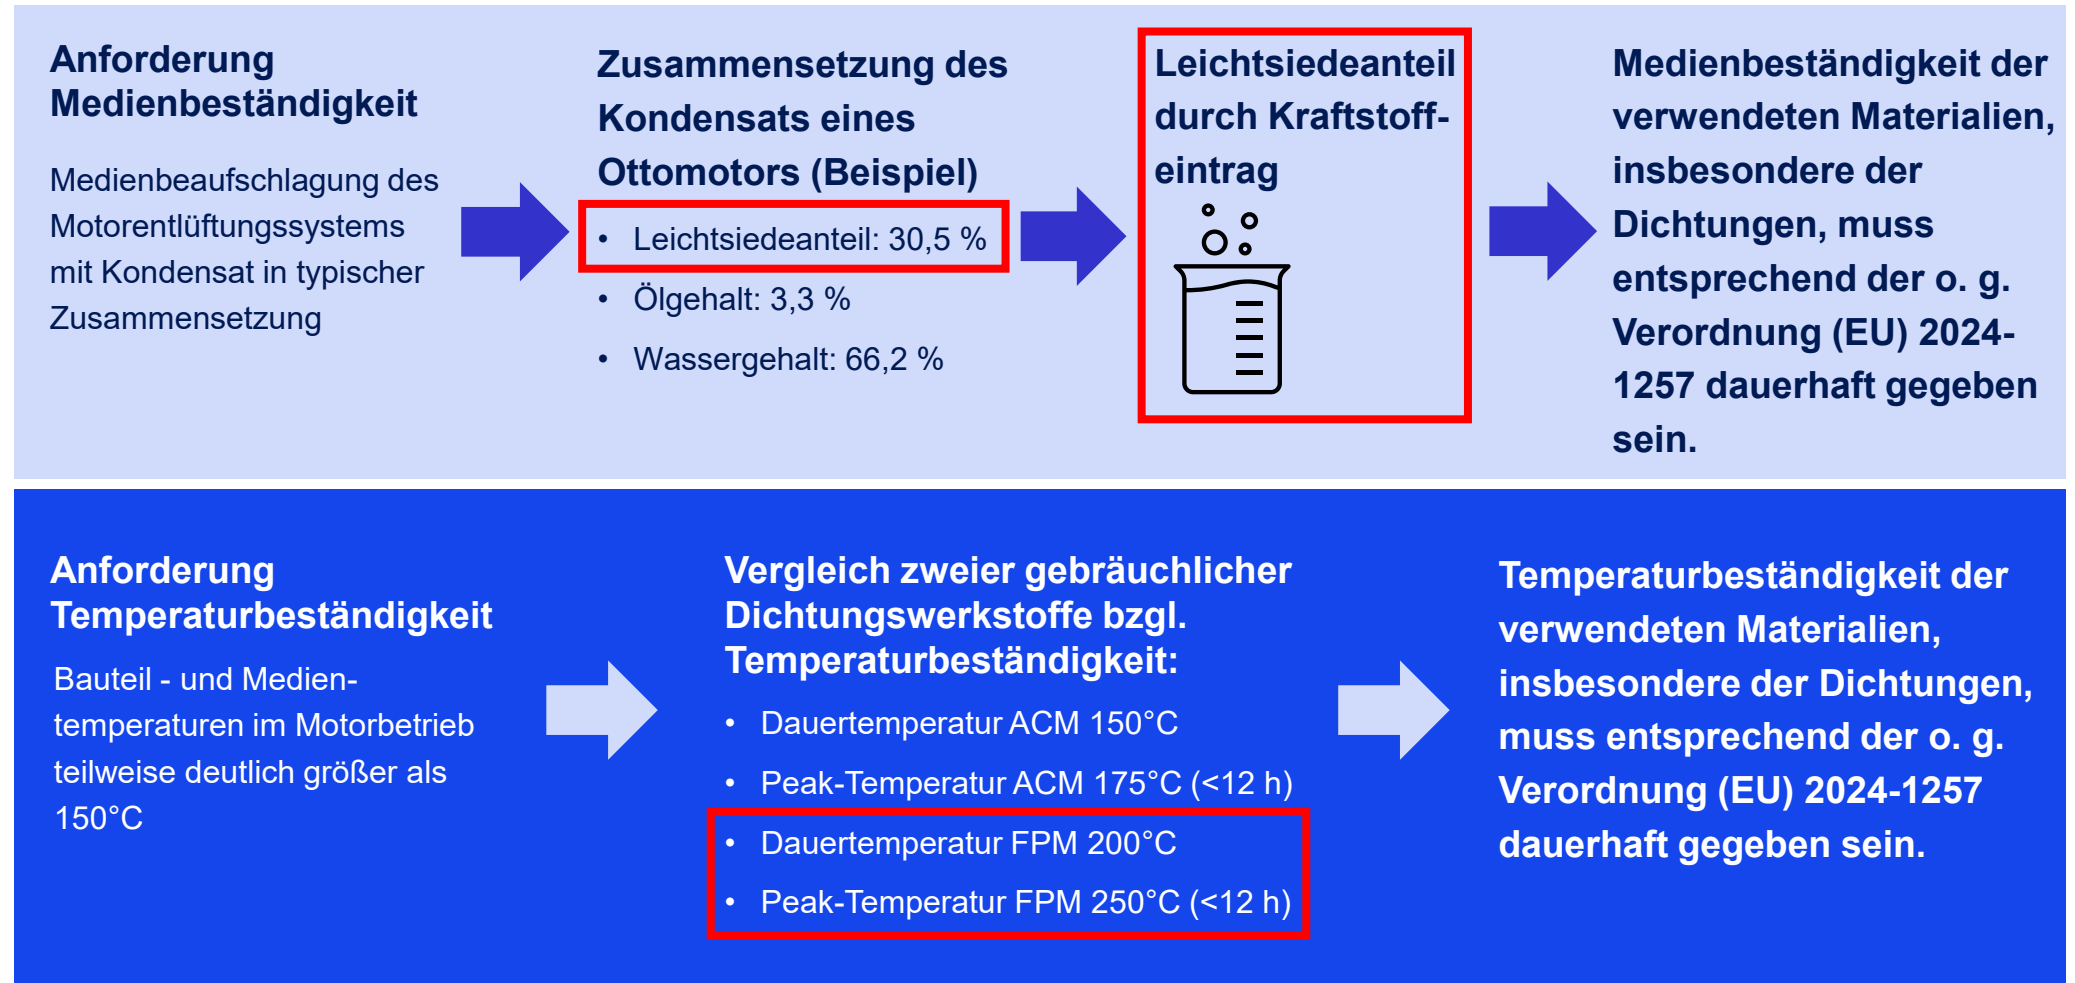 Anforderung
Medienbeständigkeit
Medienbeaufschlagung des
Motorentlüftungssystems
mit Kondensat in typischer
Zusammensetzung
Zusammensetzung des
Kondensats eines
Ottomotors (Beispiel)
• Leichtsiedeanteil: 30,5 %
• Ölgehalt: 3,3 %
• Wassergehalt: 66,2 %
Leichtsiedeanteil
durch Kraftstoff-
eintrag
Medienbeständigkeit der
verwendeten Materialien,
insbesondere der
Dichtungen, muss
entsprechend der o. g.
Verordnung (EU) 2024-
1257 dauerhaft gegeben
sein.
Anforderung
Temperaturbeständigkeit
Bauteil - und Medien-
temperaturen im Motorbetrieb
teilweise deutlich größer als
150°C
Vergleich zweier gebräuchlicher
Dichtungswerkstoffe bzgl.
Temperaturbeständigkeit:
• Dauertemperatur ACM 150°C
• Peak-Temperatur ACM 175°C (<12 h)
• Dauertemperatur FPM 200°C
• Peak-Temperatur FPM 250°C (<12 h)
Temperaturbeständigkeit der
verwendeten Materialien,
insbesondere der Dichtungen,
muss entsprechend der o. g.
Verordnung (EU) 2024-1257
dauerhaft gegeben sein.